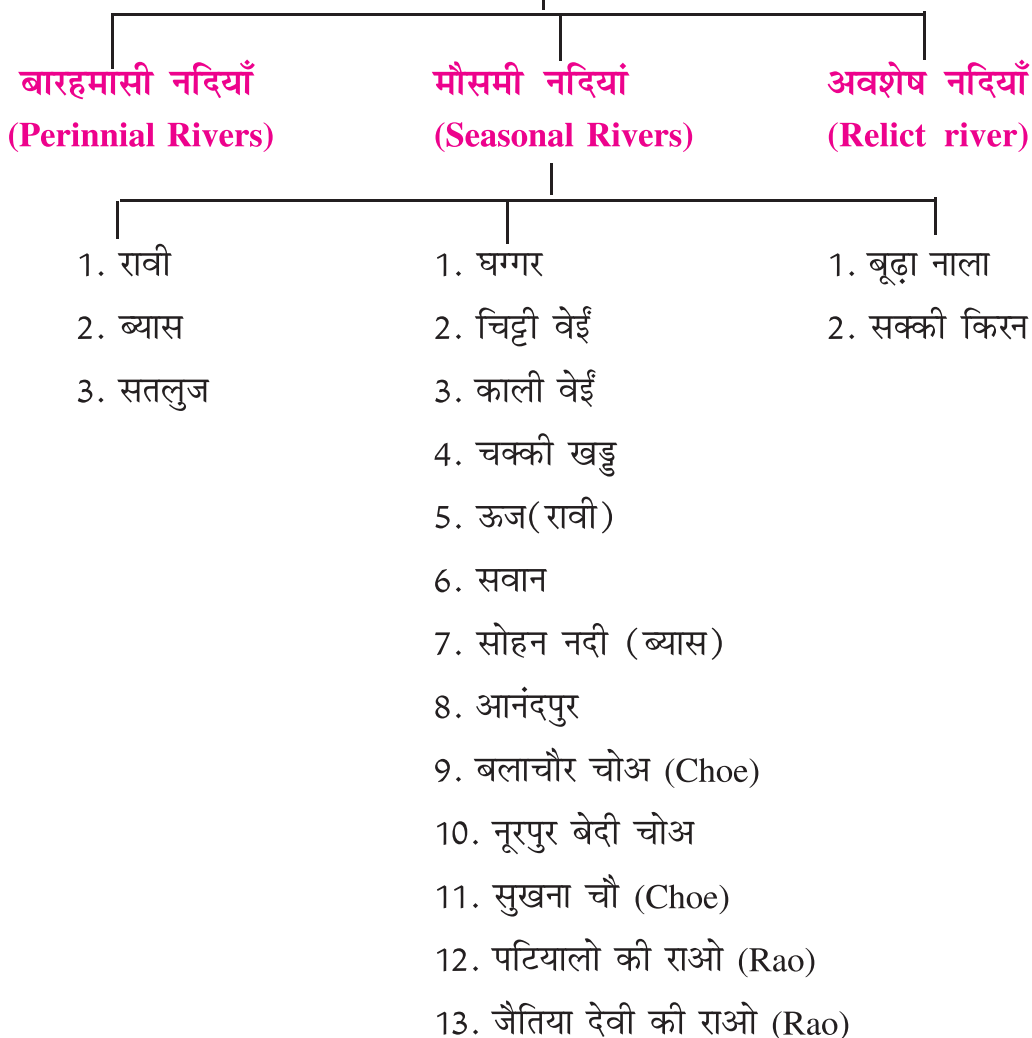 बारहमासी नदियाँ
(Perinnial Rivers)
मौसमी नदियां
(Seasonal Rivers)
अवशेष नदियाँ
(Relict river)
1. रावी
2. ब्यास
3. सतलुज
1. घग्गर
2. चिट्टी वेईं
3. काली वेईं
4. चक्की खड्ड
5. ऊज(रावी)
6. सवान
7. सोहन नदी (ब्यास)
8. आनंदपुर
9. बलाचौर चोअ (Choe)
10. नूरपुर बेदी चोअ
11. सुखना चौ (Choe)
12. पटियालो की राओ (Rao)
13. जैतिया देवी की राओ (Rao)
1. बूढ़ा नाला
2. सक्की किरन